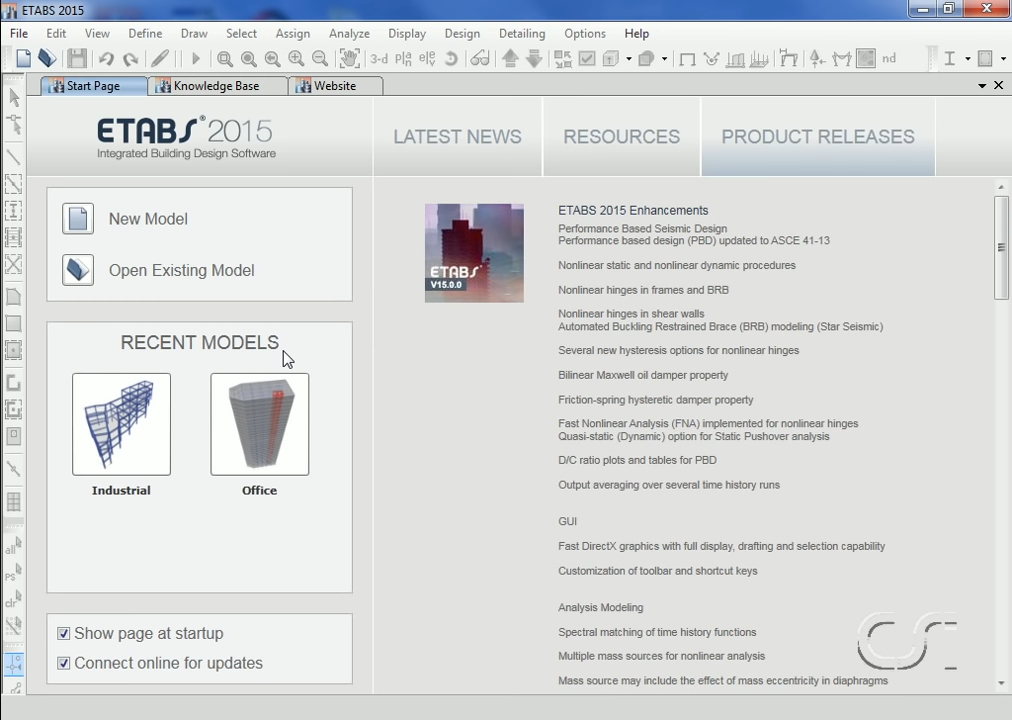 ETABS 2015
File Edit View Define Draw Select Assign Analyze Display Design Detailing Options Help
3-d pla ele nd
Start Page Knowledge Base Website
ETABS® 2015
Integrated Building Design Software
LATEST NEWS RESOURCES PRODUCT RELEASES
New Model
Open Existing Model
RECENT MODELS
Industrial Office
Show page at startup
Connect online for updates
ETABS
V15.0.0
ETABS 2015 Enhancements
Performance Based Seismic Design
Performance based design (PBD) updated to ASCE 41-13
Nonlinear static and nonlinear dynamic procedures
Nonlinear hinges in frames and BRB
Nonlinear hinges in shear walls
Automated Buckling Restrained Brace (BRB) modeling (Star Seismic)
Several new hysteresis options for nonlinear hinges
Bilinear Maxwell oil damper property
Friction-spring hysteretic damper property
Fast Nonlinear Analysis (FNA) implemented for nonlinear hinges
Quasi-static (Dynamic) option for Static Pushover analysis
D/C ratio plots and tables for PBD
Output averaging over several time history runs
GUI
Fast DirectX graphics with full display, drafting and selection capability
Customization of toolbar and shortcut keys
Analysis Modeling
Spectral matching of time history functions
Multiple mass sources for nonlinear analysis
Mass source may include the effect of mass eccentricity in diaphragms
all
ps
clr
CSI